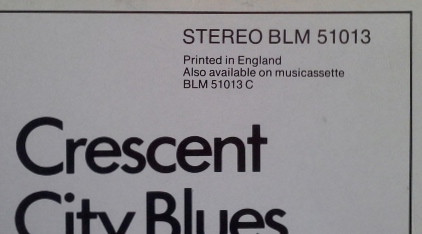 STEREO BLM 51013
Printed in England
Also available on musicassette
BLM 51013 C
Crescent
City Blues